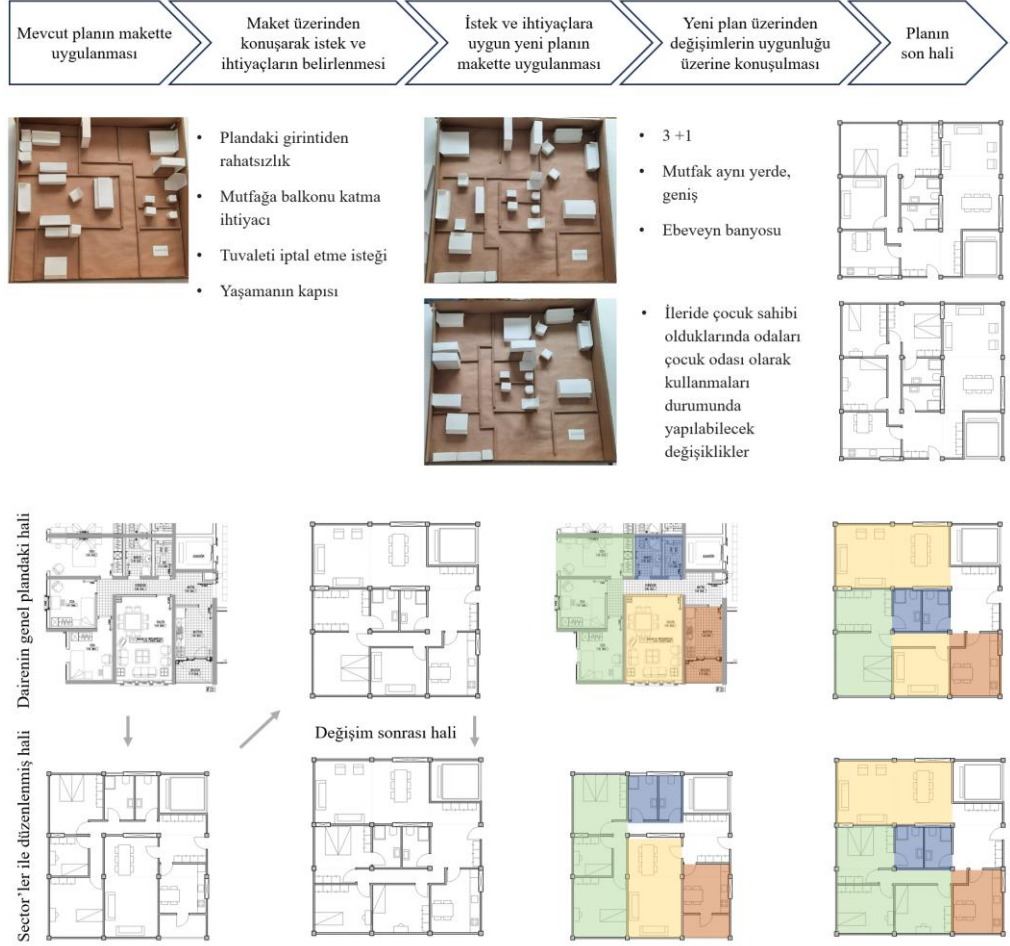 Mevcut planın makette
uygulanması
Maket üzerinden
konuşarak istek ve
ihtiyaçların belirlenmesi
İstek ve ihtiyaçlara
uygun yeni planın
makette uygulanması
Yeni plan üzerinden
değişimlerin uygunluğu
üzerine konuşulması
Planın
son hali
• Plandaki girintiden
rahatsızlık
• Mutfağa balkonu katma
ihtiyacı
• Tuvaleti iptal etme isteği
• Yaşamanın kapısı
• 3 +1
• Mutfak aynı yerde,
geniş
• Ebeveyn banyosu
• İleride çocuk sahibi
olduklarında odaları
çocuk odası olarak
kullanmaları
durumunda
yapılabilecek
değişiklikler
Dairenin genel plandaki hali
Değişim sonrası hali
Sector’ler ile düzenlenmiş hali